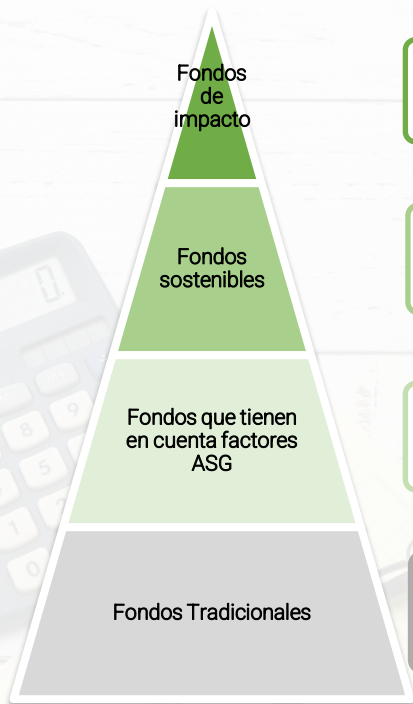 Fondos
de
impacto
Fondos
sostenibles
Fondos que tienen
en cuenta factores
ASG
Fondos Tradicionales